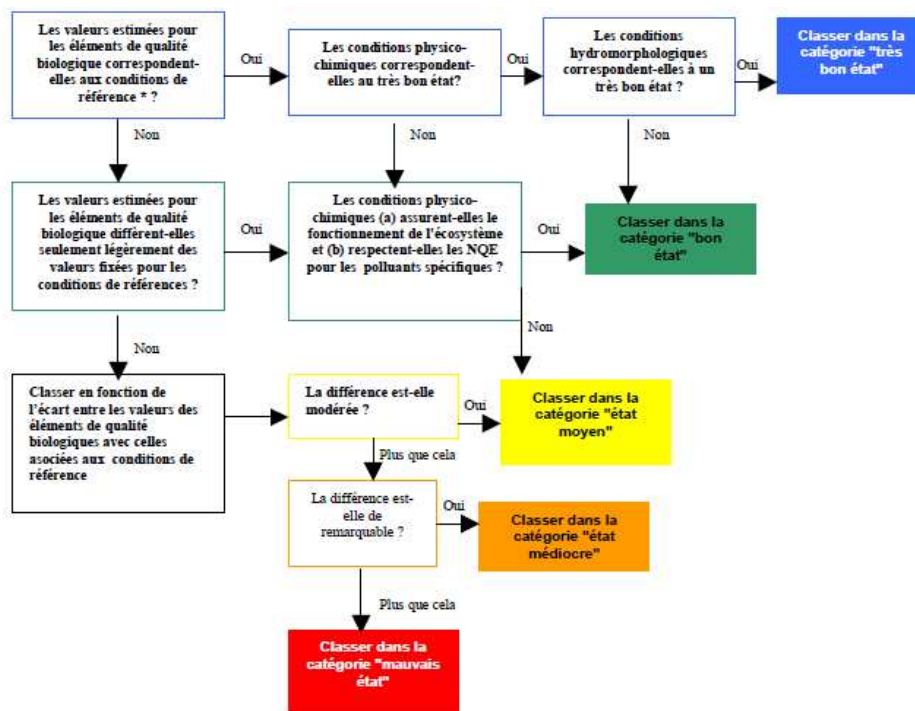 Les valeurs estimées pour
les éléments de qualité
biologique correspondent-
elles aux conditions de
référence * ?
Oui
Les conditions physico-
chimiques correspondent-
elles au très bon état?
Oui
Les conditions
hydromorphologiques
correspondent-elles à un
très bon état ?
Oui
Classer dans la
catégorie "très
bon état"
Non
Non
Non
Les valeurs estimées pour
les éléments de qualité
biologique diffèrent-elles
seulement légèrement des
valeurs fixées pour les
conditions de références ?
Oui
Les conditions physico-
chimiques (a) assurent-elles le
fonctionnement de l'écosystème
et (b) respectent-elles les NQE
pour les polluants spécifiques ?
Oui
Classer dans la
catégorie "bon
état"
Non
Non
Classer en fonction de
l'écart entre les valeurs des
éléments de qualité
biologiques avec celles
asociées aux conditions de
référence
La différence est-elle
modérée ?
Oui
Classer dans la
catégorie "état
moyen"
Plus que cela
La différence est-
elle de
remarquable ?
Oui
Classer dans la
catégorie "état
médiocre"
Plus que cela
Classer dans la
catégorie "mauvais
état"